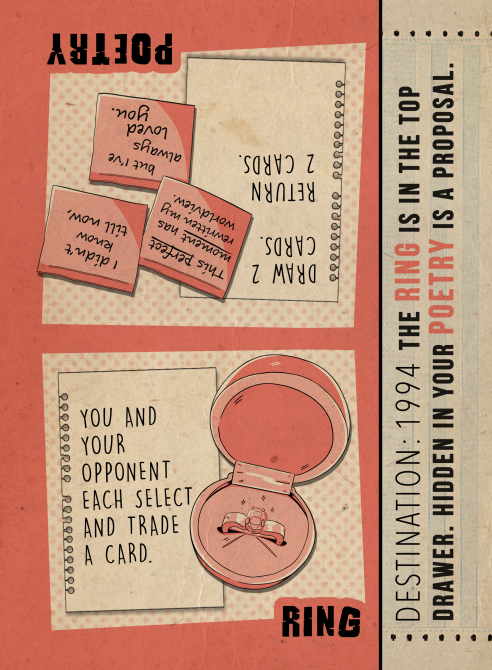 POETRY
DRAW 2
CARDS.
RETURN
2 CARDS.
This perfect
moment has
rewritten my
worldview.
I didn't
know
till now,
but I've
always
loved
you.
YOU AND
YOUR
OPPONENT
EACH SELECT
AND TRADE
A CARD.
RING
DESTINATION: 1994 THE RING IS IN THE TOP
DRAWER. HIDDEN IN YOUR POETRY IS A PROPOSAL.